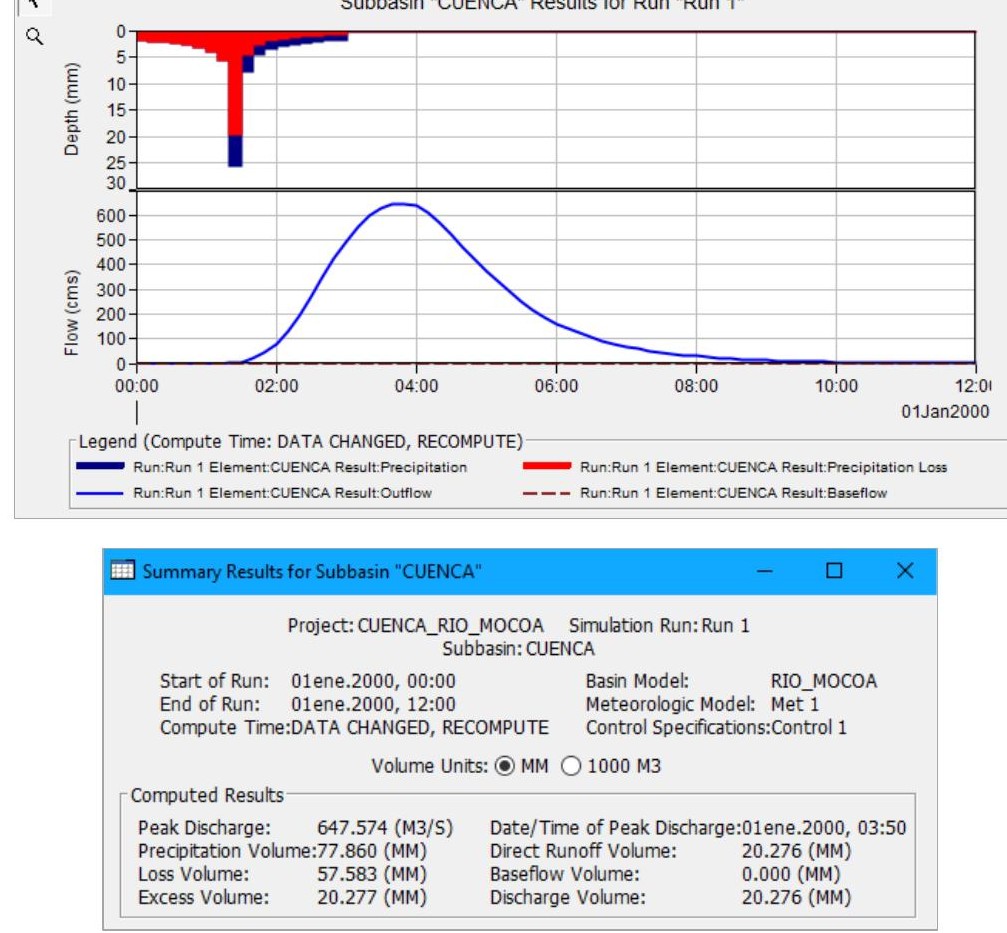 Subbasin "CUENCA" Results for Run "Run 1"
0
5
10
15
20
25
30
Depth (mm)
600
500
400
300
200
100
0
Flow (cms)
00:00 02:00 04:00 06:00 08:00 10:00 12:0
01Jan2000
Legend (Compute Time: DATA CHANGED, RECOMPUTE)
Run:Run 1 Element:CUENCA Result:Precipitation Run:Run 1 Element:CUENCA Result:Precipitation Loss
Run:Run 1 Element:CUENCA Result:Outflow Run:Run 1 Element:CUENCA Result:Baseflow
Summary Results for Subbasin "CUENCA"
Project: CUENCA_RIO_MOCOA Simulation Run: Run 1
Subbasin: CUENCA
Start of Run: 01ene.2000, 00:00 Basin Model: RIO_MOCOA
End of Run: 01ene.2000, 12:00 Meteorologic Model: Met 1
Compute Time:DATA CHANGED, RECOMPUTE Control Specifications:Control 1
Volume Units: MM 1000 M3
Computed Results
Peak Discharge: 647.574 (M3/S) Date/Time of Peak Discharge:01ene.2000, 03:50
Precipitation Volume:77.860 (MM) Direct Runoff Volume: 20.276 (MM)
Loss Volume: 57.583 (MM) Baseflow Volume: 0.000 (MM)
Excess Volume: 20.277 (MM) Discharge Volume: 20.276 (MM)